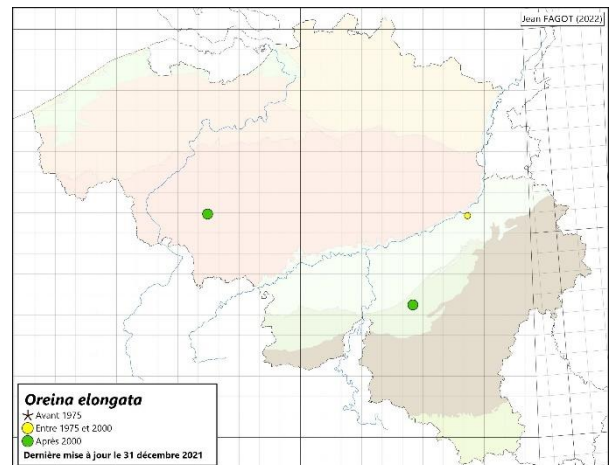 Jean FAGOT (2022)
Oreina elongata
Avant 1975
Entre 1975 et 2000
Après 2000
Dernière mise à jour le 31 décembre 2021